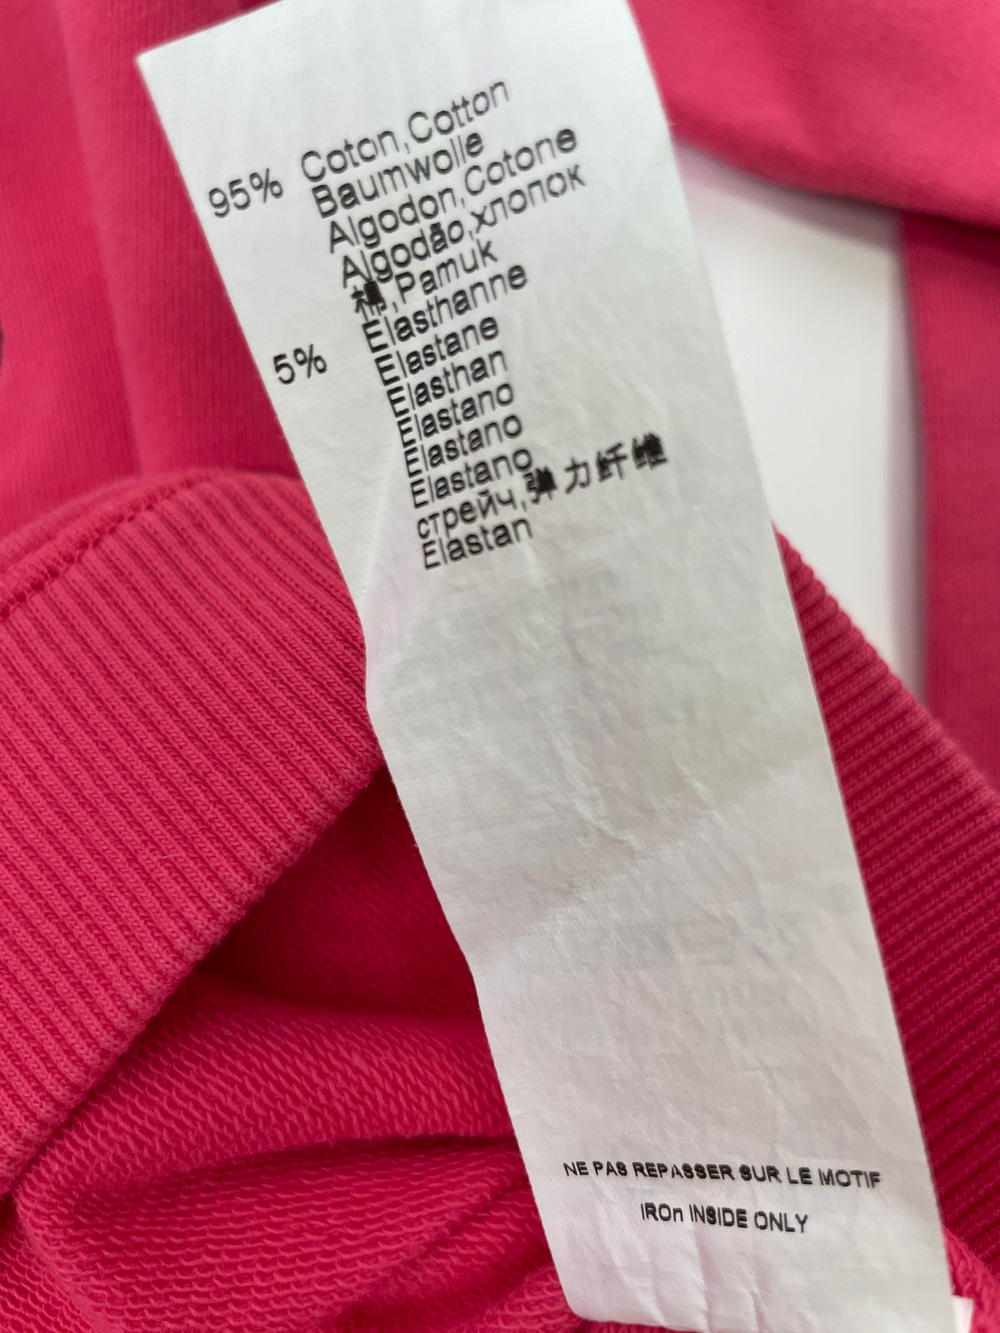 95% Coton,Cotton
Baumwolle
Algodon,Cotone
Algodão,хлопок
棉,Pamuk
5% Elasthanne
Elastane
Elasthan
Elastano
Elastano
Elastano
стрейч,弹力纤维
Elastan
NE PAS REPASSER SUR LE MOTIF
IROn INSIDE ONLY